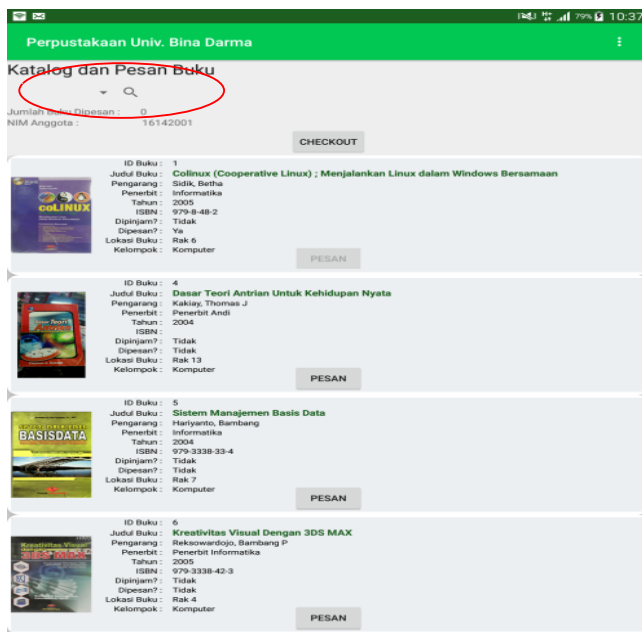 79% 10:37
Perpustakaan Univ. Bina Darma
Katalog dan Pesan Buku
Jumlah Buku Dipesan : 0
NIM Anggota : 16142001
CHECKOUT
ID Buku : 1
Judul Buku : Colinux (Cooperative Linux) ; Menjalankan Linux dalam Windows Bersamaan
Pengarang : Sidik, Betha
Penerbit : Informatika
Tahun : 2005
ISBN : 979-8-48-2
Dipinjam? : Tidak
Dipesan? : Ya
Lokasi Buku : Rak 6
Kelompok : Komputer
PESAN
coLINUX
ID Buku : 4
Judul Buku : Dasar Teori Antrian Untuk Kehidupan Nyata
Pengarang : Kakiay, Thomas J
Penerbit : Penerbit Andi
Tahun : 2004
ISBN :
Dipinjam? : Tidak
Dipesan? : Tidak
Lokasi Buku : Rak 13
Kelompok : Komputer
PESAN
ID Buku : 5
Judul Buku : Sistem Manajemen Basis Data
Pengarang : Hariyanto, Bambang
Penerbit : Informatika
Tahun : 2004
ISBN : 979-3338-33-4
Dipinjam? : Tidak
Dipesan? : Tidak
Lokasi Buku : Rak 7
Kelompok : Komputer
PESAN
BASISDATA
ID Buku : 6
Judul Buku : Kreativitas Visual Dengan 3DS MAX
Pengarang : Reksowardojo, Bambang P
Penerbit : Penerbit Informatika
Tahun : 2005
ISBN : 979-3338-42-3
Dipinjam? : Tidak
Dipesan? : Tidak
Lokasi Buku : Rak 4
Kelompok : Komputer
PESAN
Kreativitas Visual
3DS MAX